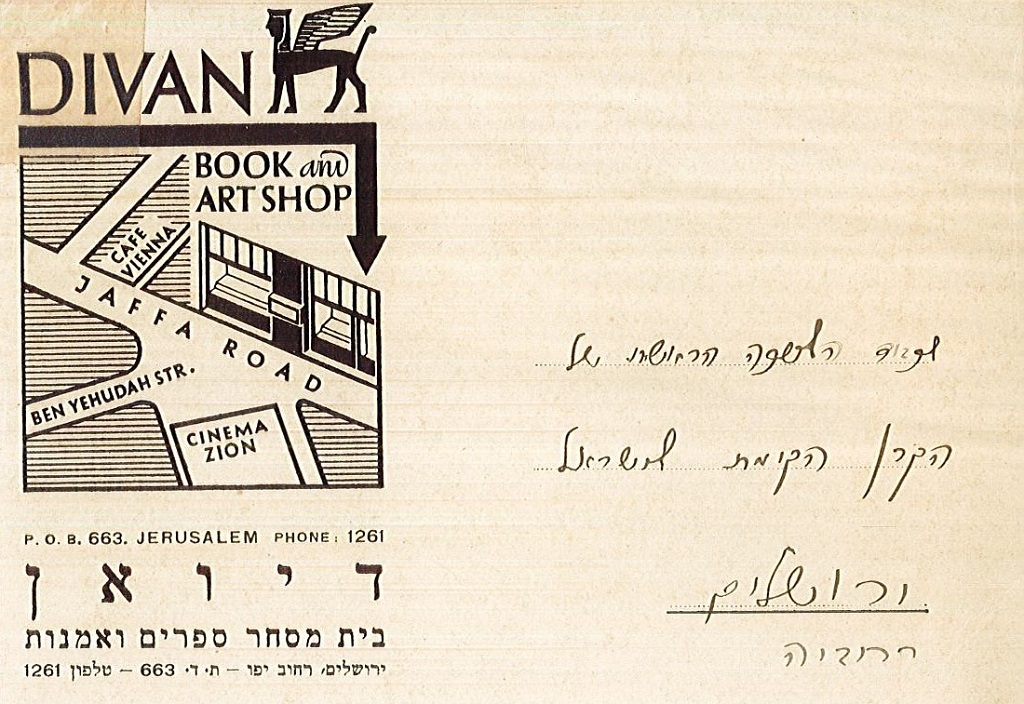 DIVAN
BOOK and
ART SHOP
CAFE
VIENNA
JAFFA ROAD
BEN YEHUDAH STR.
CINEMA
ZION
P. O. B. 663. JERUSALEM PHONE: 1261
דיואן
בית מסחר ספרים ואמנות
ירושלים, רחוב יפו – ת. ד. 663 – טלפון 1261
לכבוד הלשכה הראשית של
הקרן הקימת לישראל
ירושלים